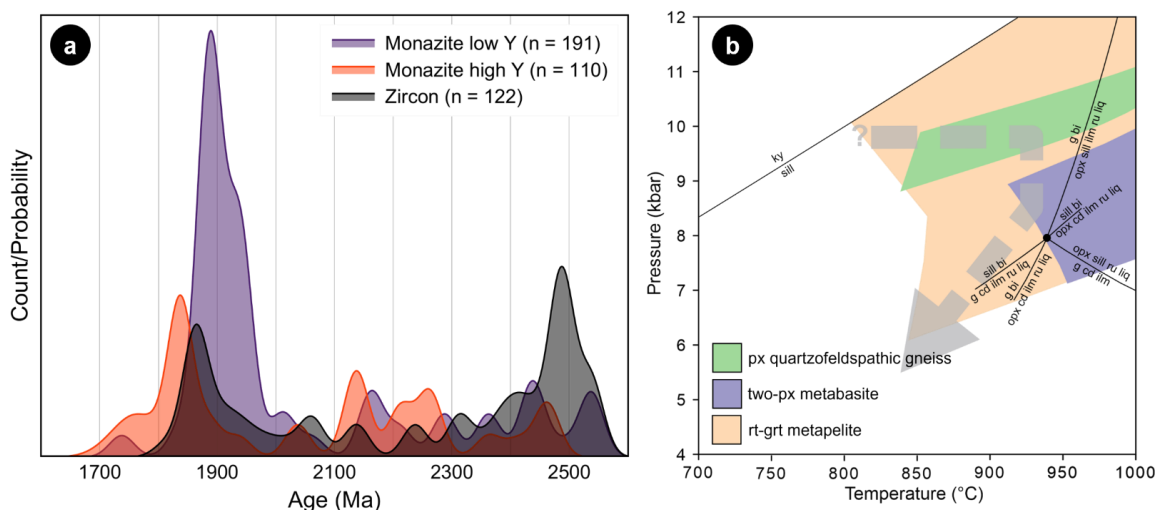 a
Monazite low Y (n = 191)
Monazite high Y (n = 110)
Zircon (n = 122)
Count/Probability
1700
1900
2100
2300
2500
Age (Ma)
b
12
11
10
9
8
7
6
5
4
Pressure (kbar)
700
750
800
850
900
950
1000
Temperature (°C)
?
ky
sill
g bi
opx sill ilm ru liq
sill bi
opx cd ilm ru liq
opx sill ru liq
g cd ilm
sill bi
g cd ilm ru liq
g bi
opx cd ilm ru liq
px quartzofeldspathic gneiss
two-px metabasite
rt-grt metapelite